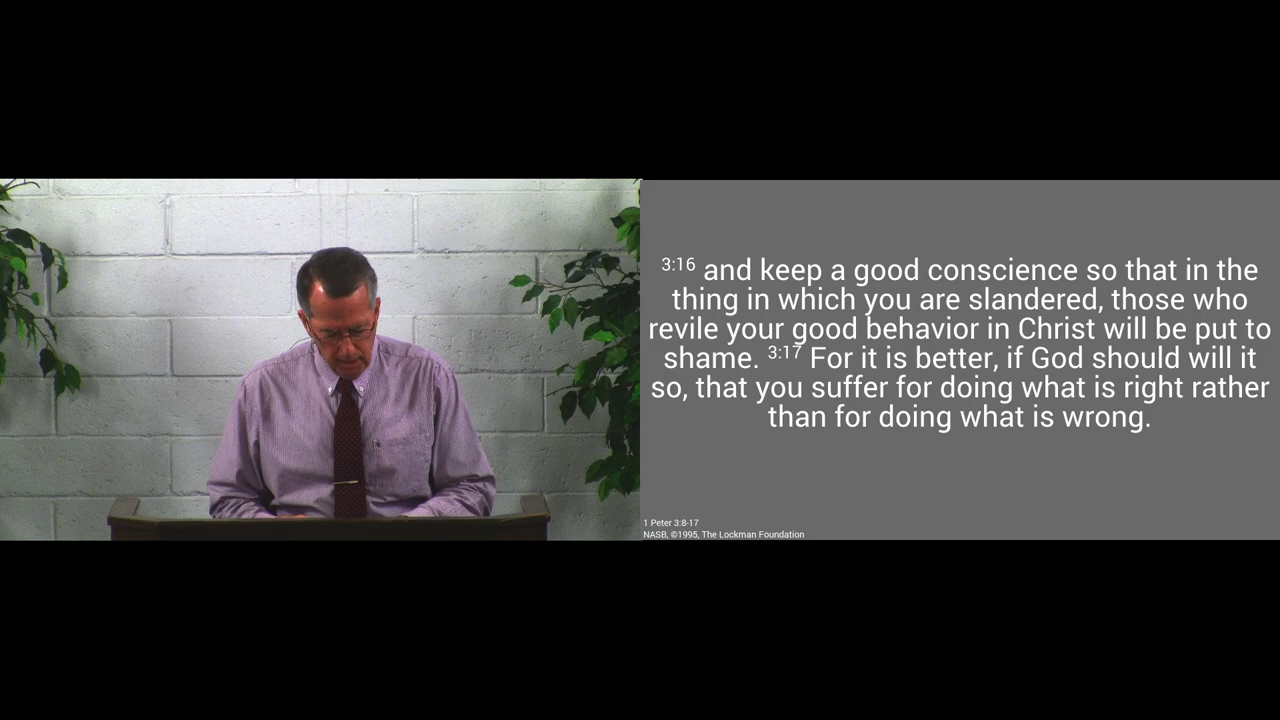 3:16 and keep a good conscience so that in the
thing in which you are slandered, those who
revile your good behavior in Christ will be put to
shame. 3:17 For it is better, if God should will it
so, that you suffer for doing what is right rather
than for doing what is wrong.
1 Peter 3:8-17
NASB, ©1995, The Lockman Foundation